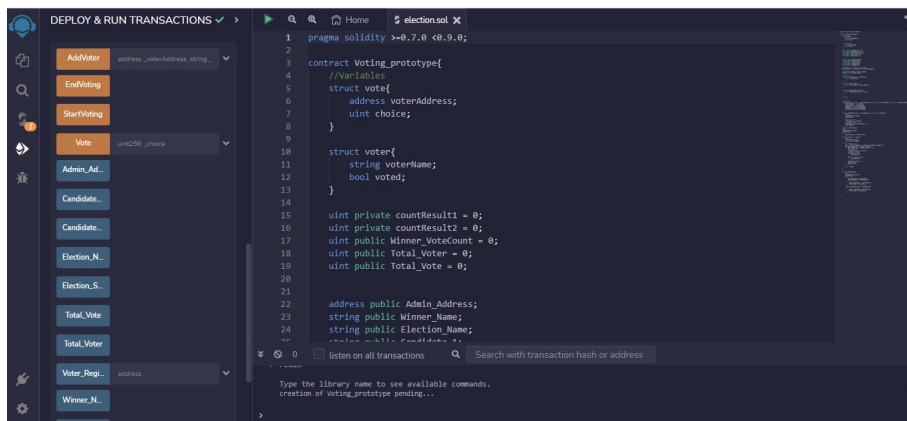 DEPLOY & RUN TRANSACTIONS
AddVoter address _voterAddress, string _
EndVoting
StartVoting
Vote uint256 _choice
Admin_Ad...
Candidate...
Candidate...
Election_N...
Election_S...
Total_Vote
Total_Voter
Voter_Regi... address
Winner_N...
2
Home
election.sol
1 pragma solidity >=0.7.0 <0.9.0;
2
3 contract Voting_prototype{
4 //Variables
5 struct vote{
6 address voterAddress;
7 uint choice;
8 }
9
10 struct voter{
11 string voterName;
12 bool voted;
13 }
14
15 uint private countResult1 = 0;
16 uint private countResult2 = 0;
17 uint public Winner_VoteCount = 0;
18 uint public Total_Voter = 0;
19 uint public Total_Vote = 0;
20
21
22 address public Admin_Address;
23 string public Winner_Name;
24 string public Election_Name;
25 string public Candidate_1;
0 listen on all transactions Search with transaction hash or address
Type the library name to see available commands.
creation of Voting_prototype pending...
>